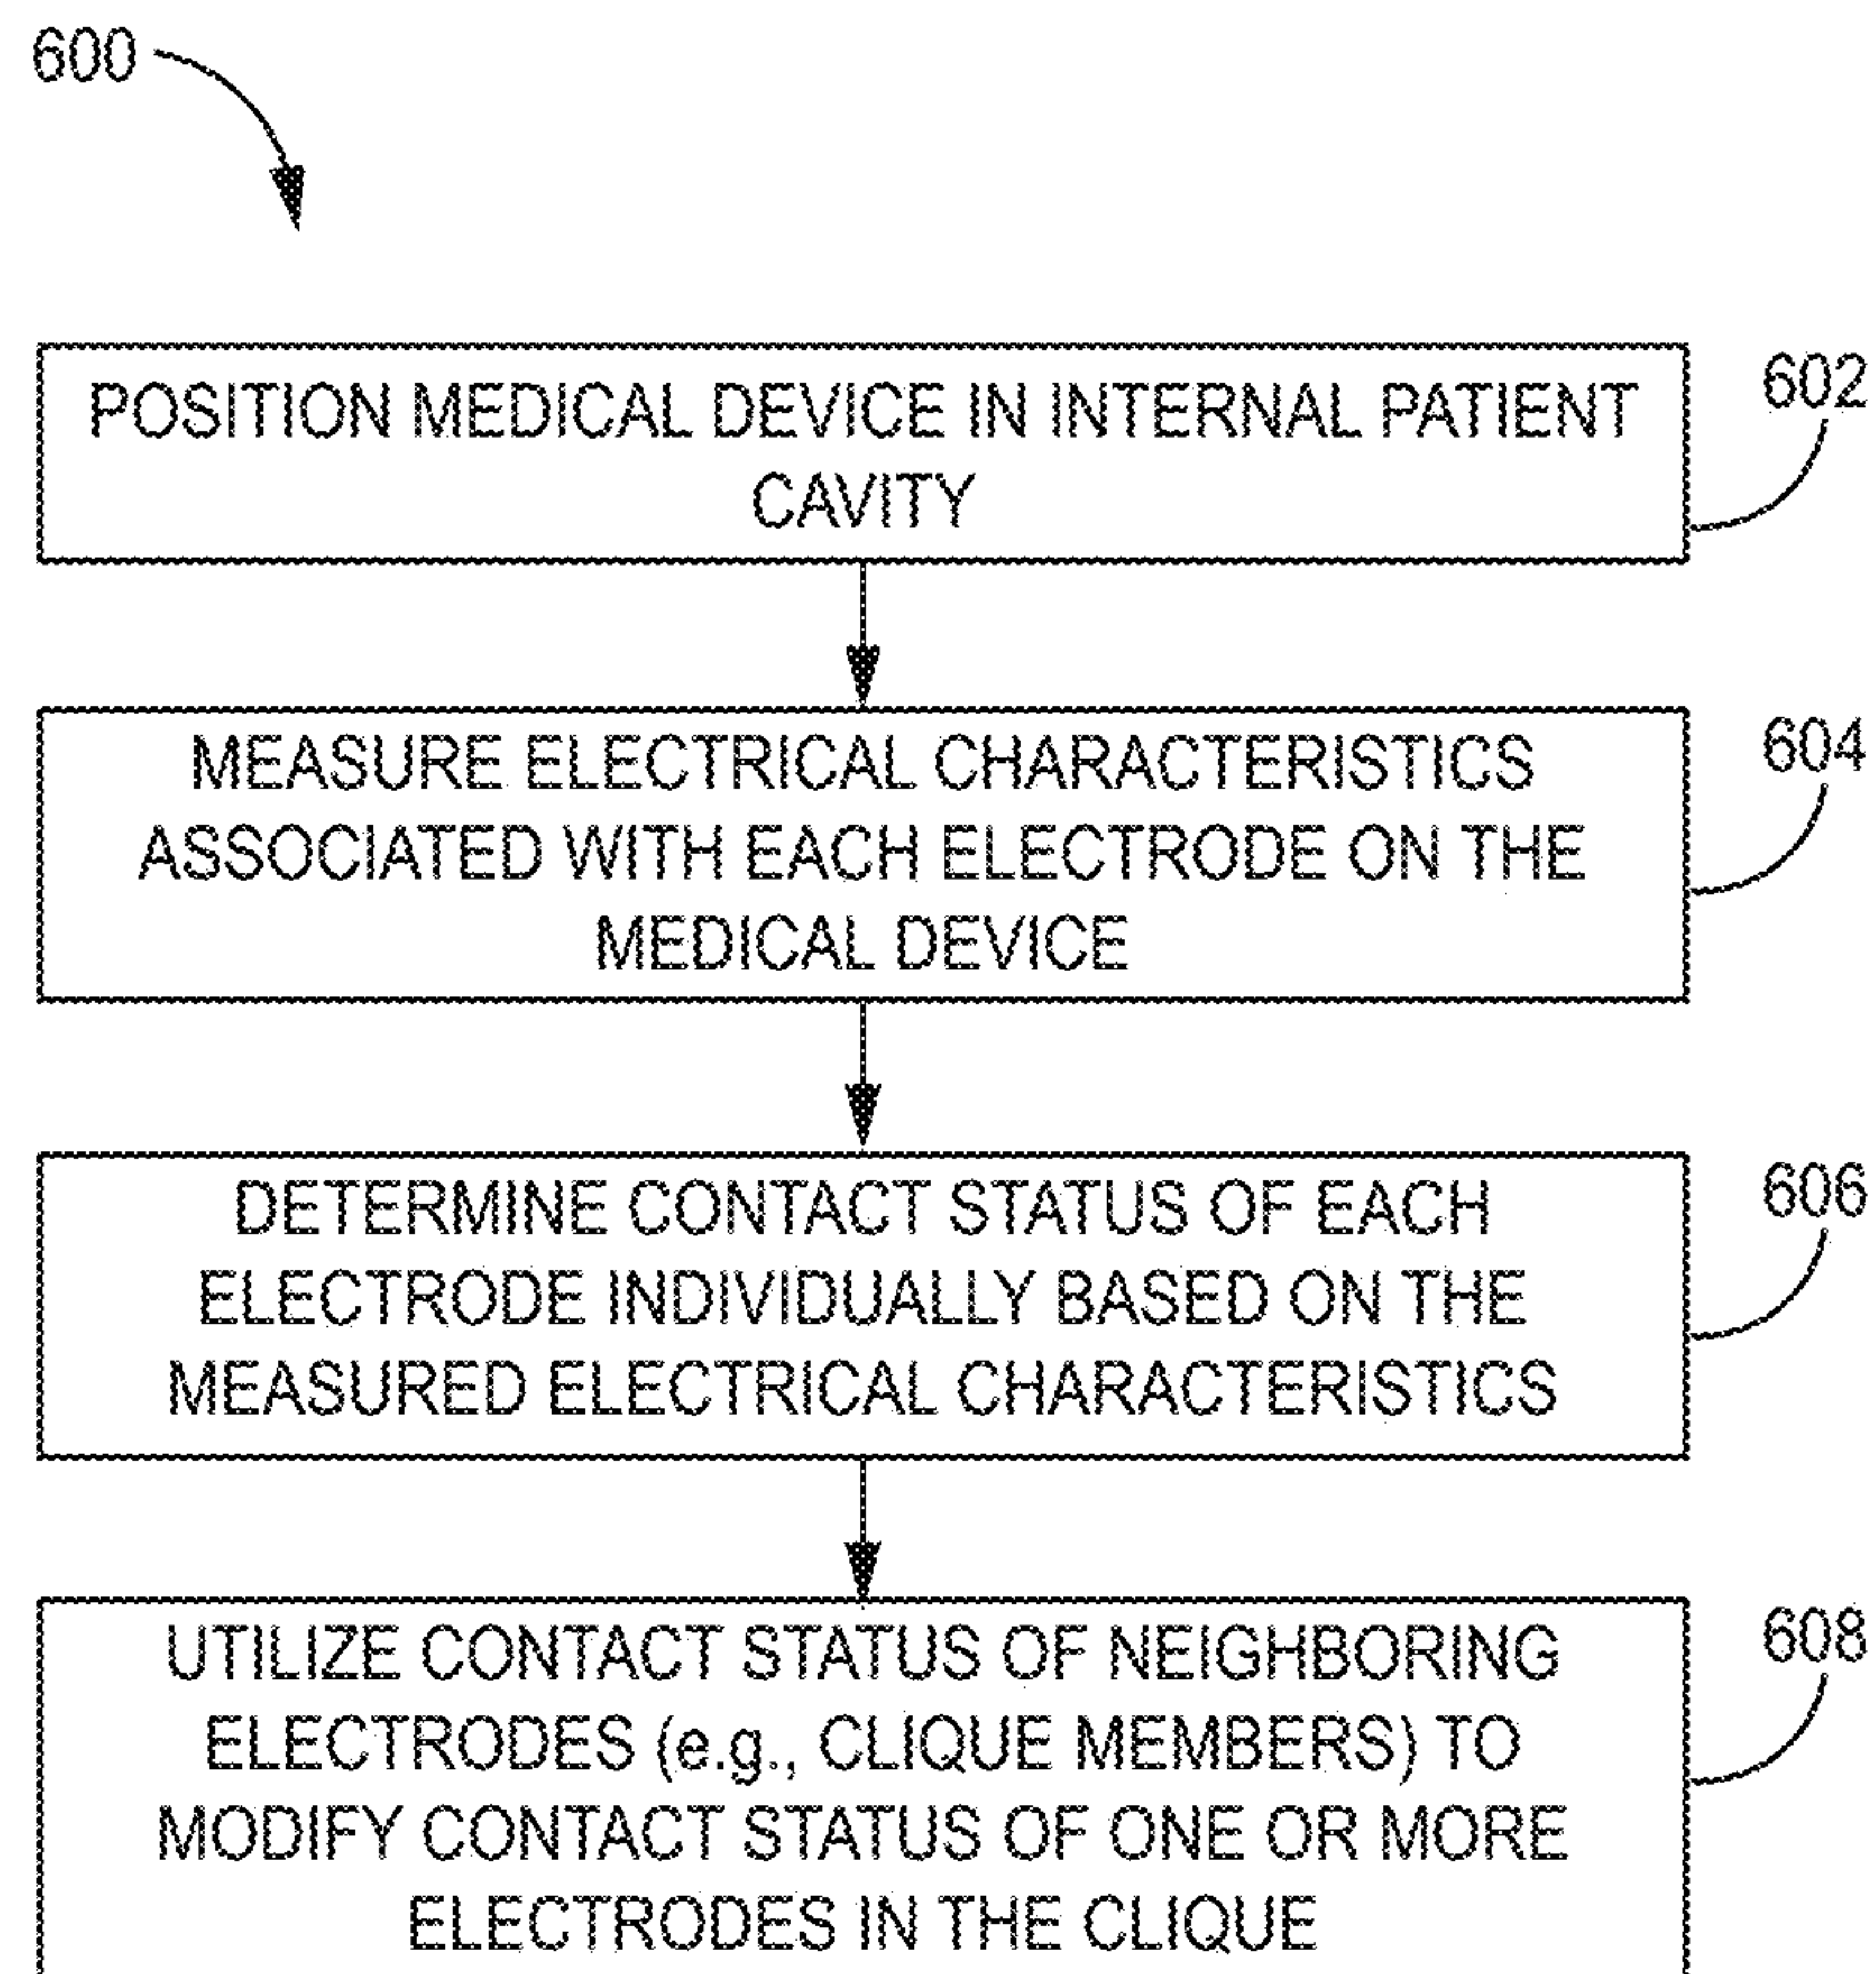 600
POSITION MEDICAL DEVICE IN INTERNAL PATIENT
CAVITY
602
MEASURE ELECTRICAL CHARACTERISTICS
ASSOCIATED WITH EACH ELECTRODE ON THE
MEDICAL DEVICE
604
DETERMINE CONTACT STATUS OF EACH
ELECTRODE INDIVIDUALLY BASED ON THE
MEASURED ELECTRICAL CHARACTERISTICS
606
UTILIZE CONTACT STATUS OF NEIGHBORING
ELECTRODES (e.g., CLIQUE MEMBERS) TO
MODIFY CONTACT STATUS OF ONE OR MORE
ELECTRODES IN THE CLIQUE
608